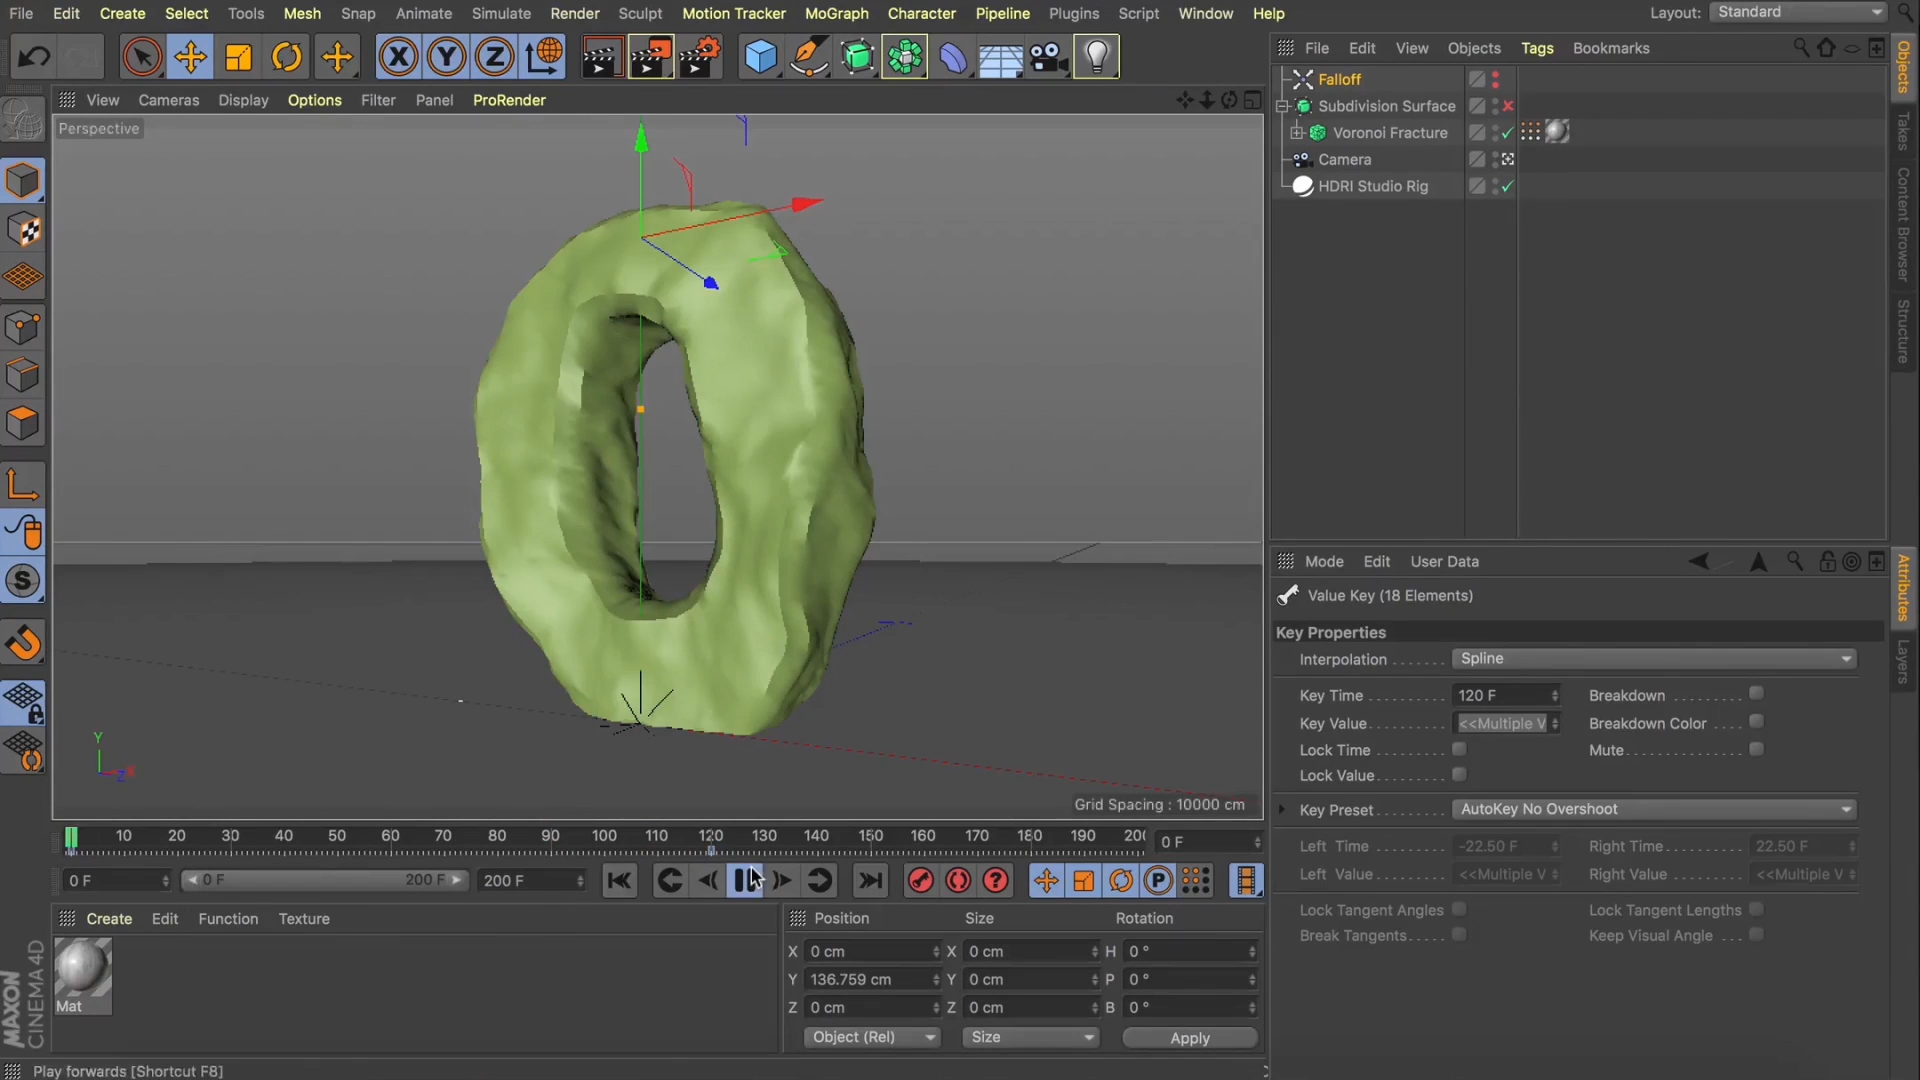 File Edit Create Select Tools Mesh Snap Animate Simulate Render Sculpt Motion Tracker MoGraph Character Pipeline Plugins Script Window Help Layout: Standard
File Edit View Objects Tags Bookmarks
Falloff
Subdivision Surface
Voronoi Fracture
Camera
HDRI Studio Rig
Objects
Takes
Content Browser
Structure
View Cameras Display Options Filter Panel ProRender
Perspective
X Y Z
S
Y
Z X
Grid Spacing : 10000 cm
Mode Edit User Data
Value Key (18 Elements)
Key Properties
Interpolation Spline
Key Time 120 F Breakdown
Key Value <<Multiple V Breakdown Color
Lock Time Mute
Lock Value
Key Preset AutoKey No Overshoot
Left Time -22.50 F Right Time 22.50 F
Left Value <<Multiple V Right Value <<Multiple V
Lock Tangent Angles Lock Tangent Lengths
Break Tangents Keep Visual Angle
Attributes
Layers
10 20 30 40 50 60 70 80 90 100 110 120 130 140 150 160 170 180 190 200 0 F
0 F 0 F 200 F 200 F
P
Create Edit Function Texture
Mat
MAXON CINEMA 4D
Position Size Rotation
X 0 cm X 0 cm H 0 °
Y 136.759 cm Y 0 cm P 0 °
Z 0 cm Z 0 cm B 0 °
Object (Rel) Size Apply
Play forwards [Shortcut F8]